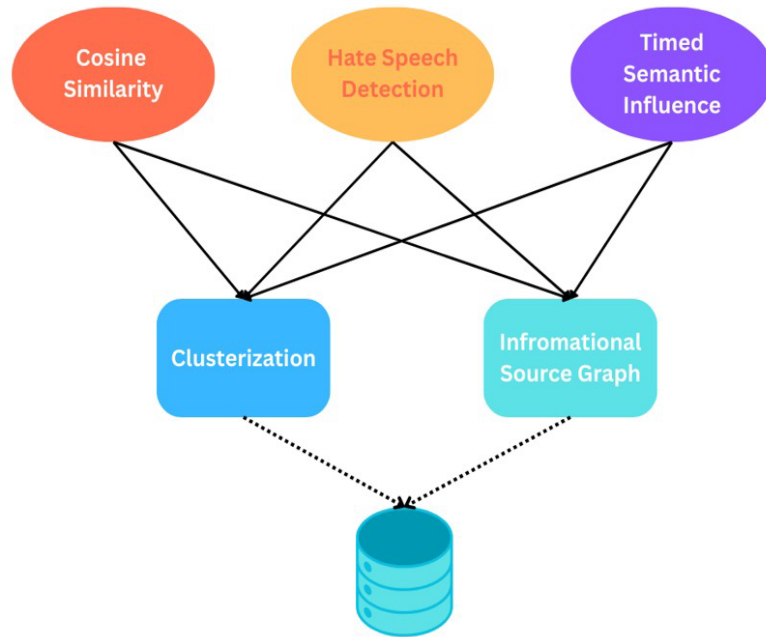 Cosine
Similarity
Hate Speech
Detection
Timed
Semantic
Influence
Clusterization
Infromational
Source Graph